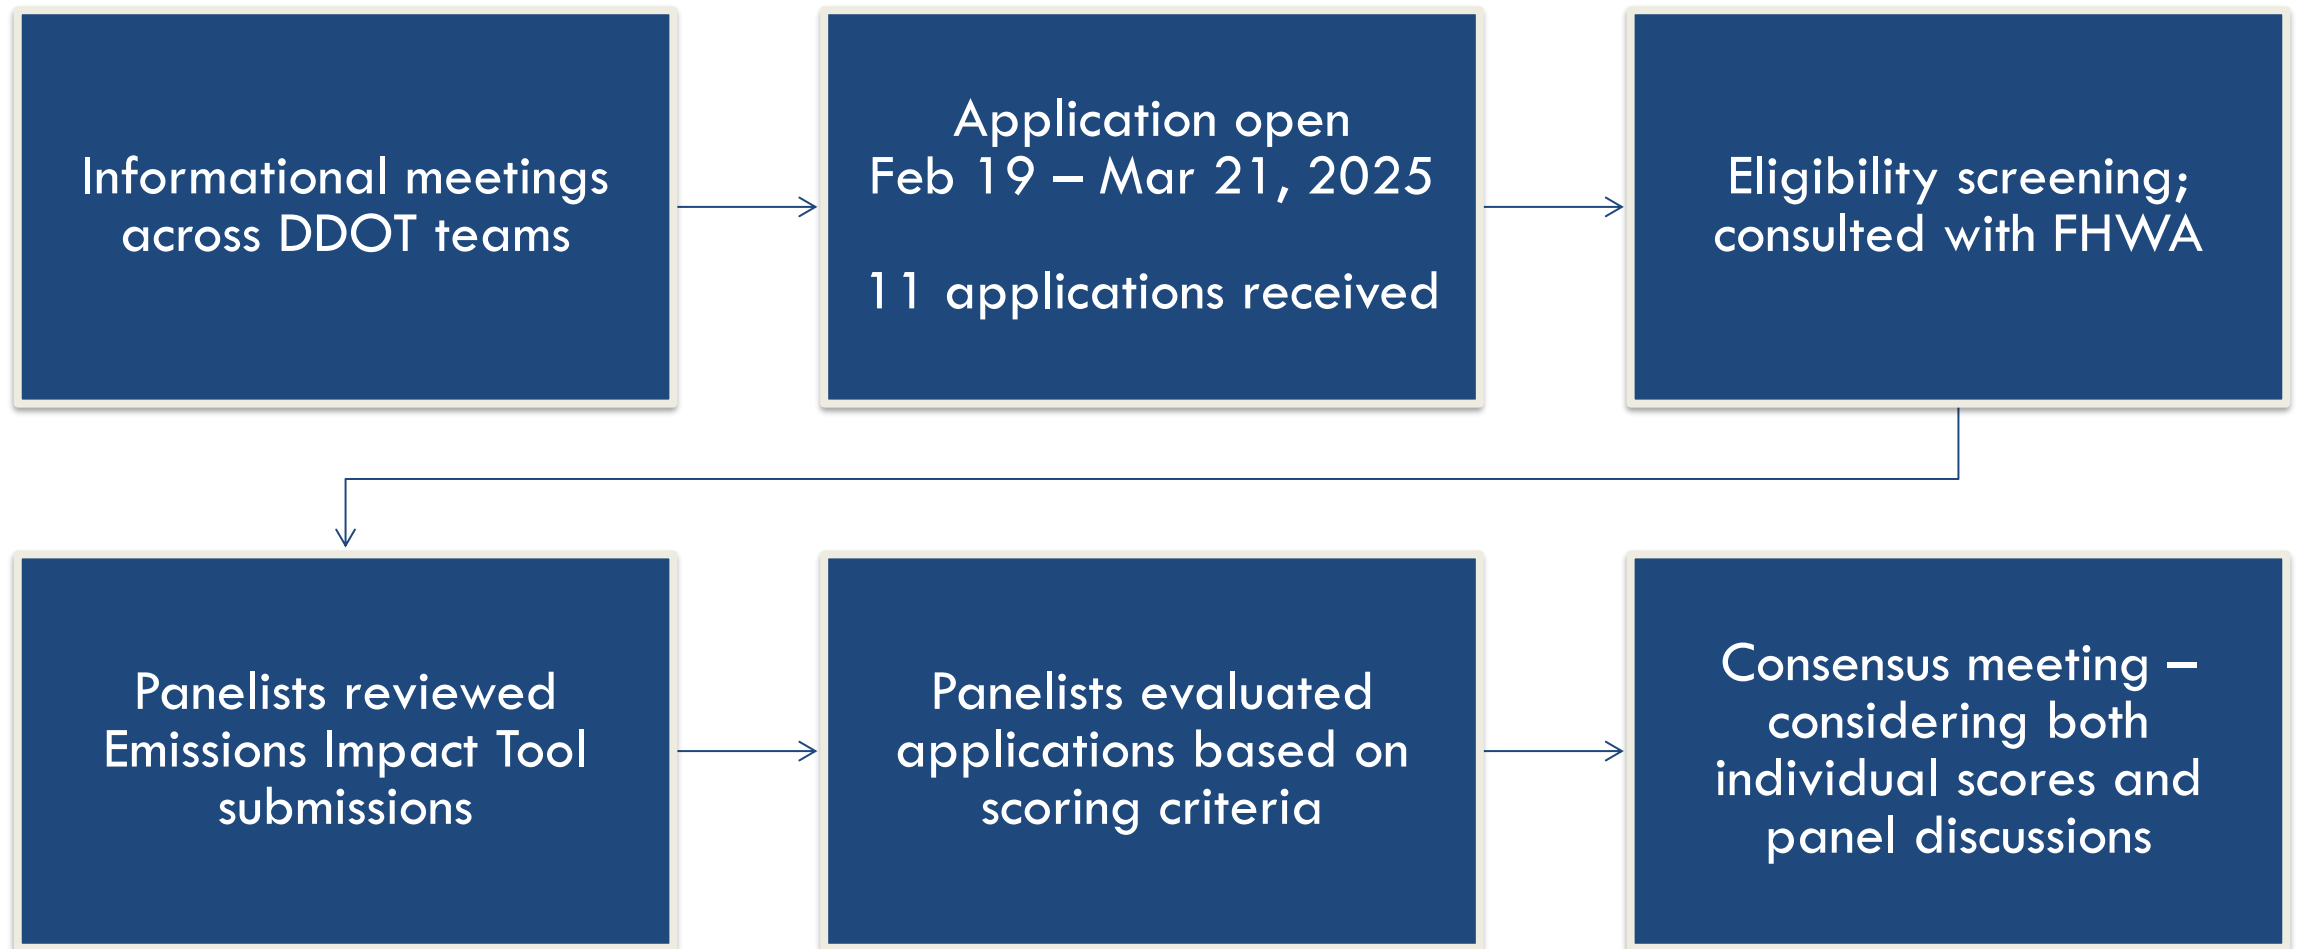 Informational meetings
across DDOT teams
Application open
Feb 19 – Mar 21, 2025
11 applications received
Eligibility screening;
consulted with FHWA
Panelists reviewed
Emissions Impact Tool
submissions
Panelists evaluated
applications based on
scoring criteria
Consensus meeting –
considering both
individual scores and
panel discussions